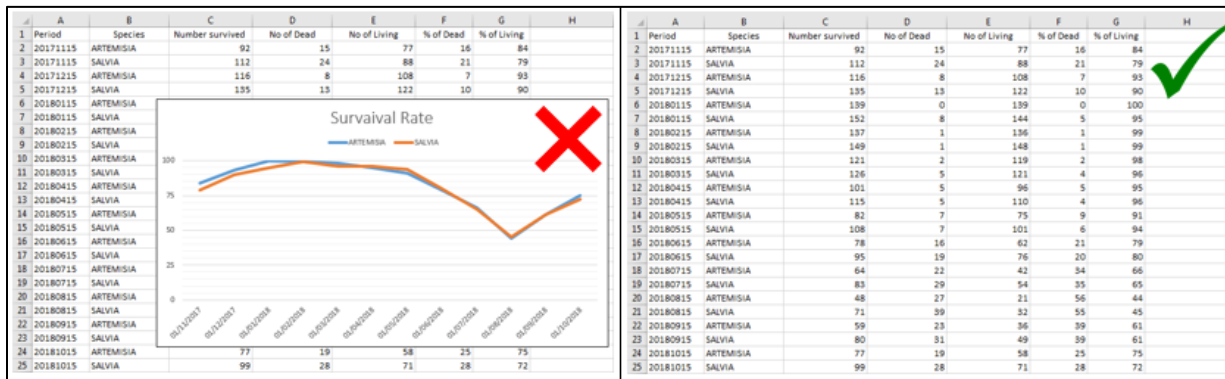 A B C D E F G H
1 Period Species Number survived No of Dead No of Living % of Dead % of Living
2 20171115 ARTEMISIA 92 15 77 16 84
3 20171115 SALVIA 112 24 88 21 79
4 20171215 ARTEMISIA 116 8 108 7 93
5 20171215 SALVIA 135 13 122 10 90
6 20180115 ARTEMISIA
7 20180115 SALVIA
8 20180215 ARTEMISIA
9 20180215 SALVIA
10 20180315 ARTEMISIA
11 20180315 SALVIA
12 20180415 ARTEMISIA
13 20180415 SALVIA
14 20180515 ARTEMISIA
15 20180515 SALVIA
16 20180615 ARTEMISIA
17 20180615 SALVIA
18 20180715 ARTEMISIA
19 20180715 SALVIA
20 20180815 ARTEMISIA
21 20180815 SALVIA
22 20180915 ARTEMISIA
23 20180915 SALVIA
24 20181015 ARTEMISIA 77 19 58 25 75
25 20181015 SALVIA 99 28 71 28 72
Survaival Rate
ARTEMISIA SALVIA
100
75
50
25
0
01/11/2017 01/12/2017 01/01/2018 01/02/2018 01/03/2018 01/04/2018 01/05/2018 01/06/2018 01/07/2018 01/08/2018 01/09/2018 01/10/2018
A B C D E F G H
1 Period Species Number survived No of Dead No of Living % of Dead % of Living
2 20171115 ARTEMISIA 92 15 77 16 84
3 20171115 SALVIA 112 24 88 21 79
4 20171215 ARTEMISIA 116 8 108 7 93
5 20171215 SALVIA 135 13 122 10 90
6 20180115 ARTEMISIA 139 0 139 0 100
7 20180115 SALVIA 152 8 144 5 95
8 20180215 ARTEMISIA 137 1 136 1 99
9 20180215 SALVIA 149 1 148 1 99
10 20180315 ARTEMISIA 121 2 119 2 98
11 20180315 SALVIA 126 5 121 4 96
12 20180415 ARTEMISIA 101 5 96 5 95
13 20180415 SALVIA 115 5 110 4 96
14 20180515 ARTEMISIA 82 7 75 9 91
15 20180515 SALVIA 108 7 101 6 94
16 20180615 ARTEMISIA 78 16 62 21 79
17 20180615 SALVIA 95 19 76 20 80
18 20180715 ARTEMISIA 64 22 42 34 66
19 20180715 SALVIA 83 29 54 35 65
20 20180815 ARTEMISIA 48 27 21 56 44
21 20180815 SALVIA 71 39 32 55 45
22 20180915 ARTEMISIA 59 23 36 39 61
23 20180915 SALVIA 80 31 49 39 61
24 20181015 ARTEMISIA 77 19 58 25 75
25 20181015 SALVIA 99 28 71 28 72